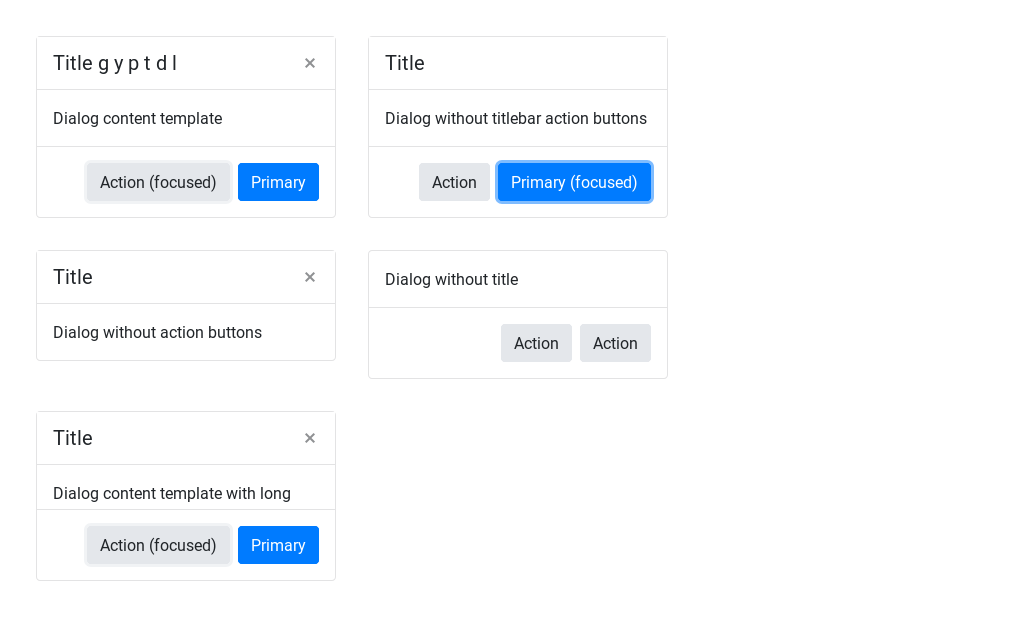 Title g y p t d l
Dialog content template
Action (focused) Primary
Title
Dialog without titlebar action buttons
Action Primary (focused)
Title
Dialog without action buttons
Dialog without title
Action Action
Title
Dialog content template with long
Action (focused) Primary